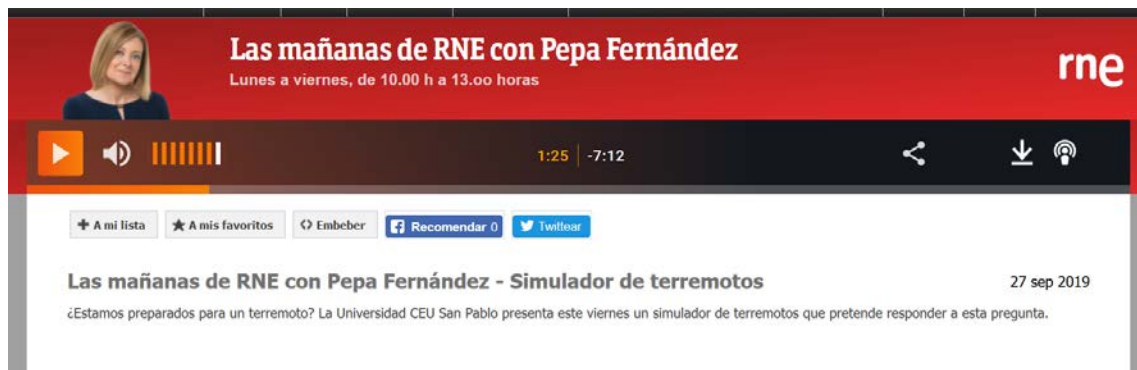 Las mañanas de RNE con Pepa Fernández
Lunes a viernes, de 10.00 h a 13.oo horas
rne
1:25 | -7:12
A mi lista
A mis favoritos
Embeber
Recomendar 0
Twittear
Las mañanas de RNE con Pepa Fernández - Simulador de terremotos
27 sep 2019
¿Estamos preparados para un terremoto? La Universidad CEU San Pablo presenta este viernes un simulador de terremotos que pretende responder a esta pregunta.